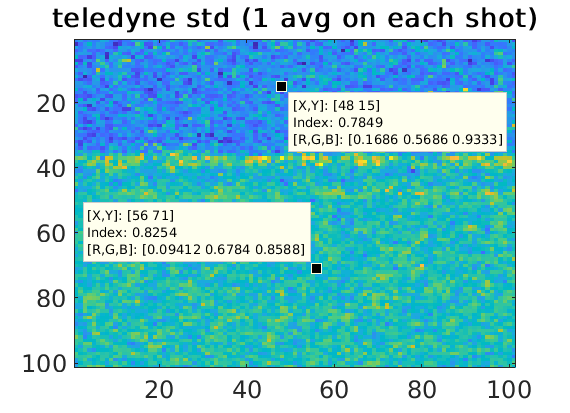 teledyne std (1 avg on each shot)
20
[X,Y]: [48 15]
Index: 0.7849
[R,G,B]: [0.1686 0.5686 0.9333]
40
[X,Y]: [56 71]
Index: 0.8254
[R,G,B]: [0.09412 0.6784 0.8588]
60
80
100
20 40 60 80 100